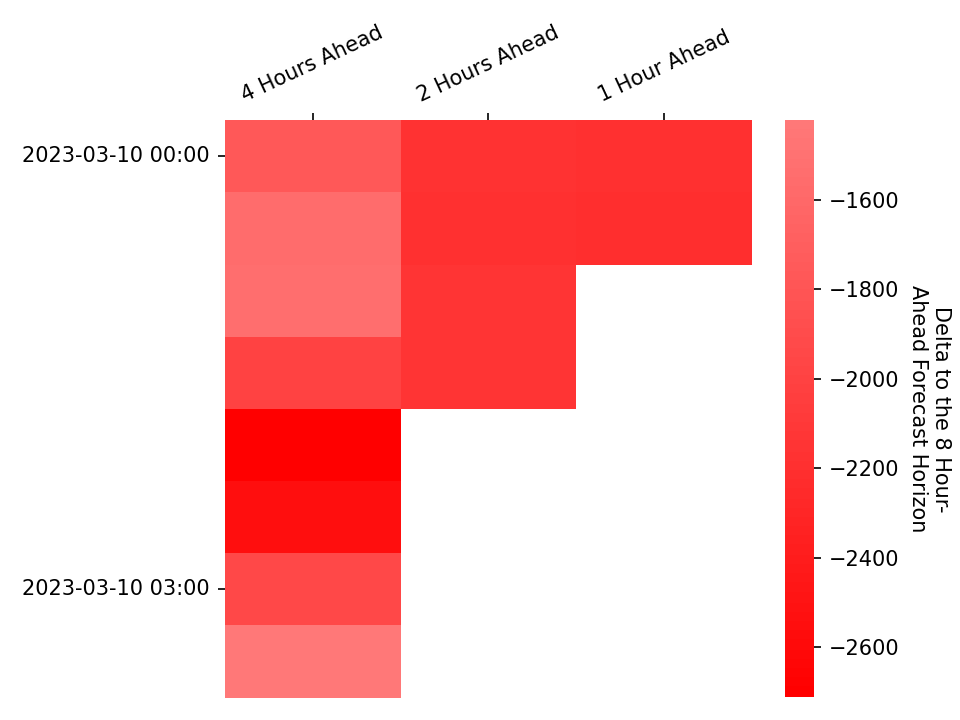 4 Hours Ahead
2 Hours Ahead
1 Hour Ahead
2023-03-10 00:00
2023-03-10 03:00
−1600
−1800
−2000
−2200
−2400
−2600
Delta to the 8 Hour-
Ahead Forecast Horizon